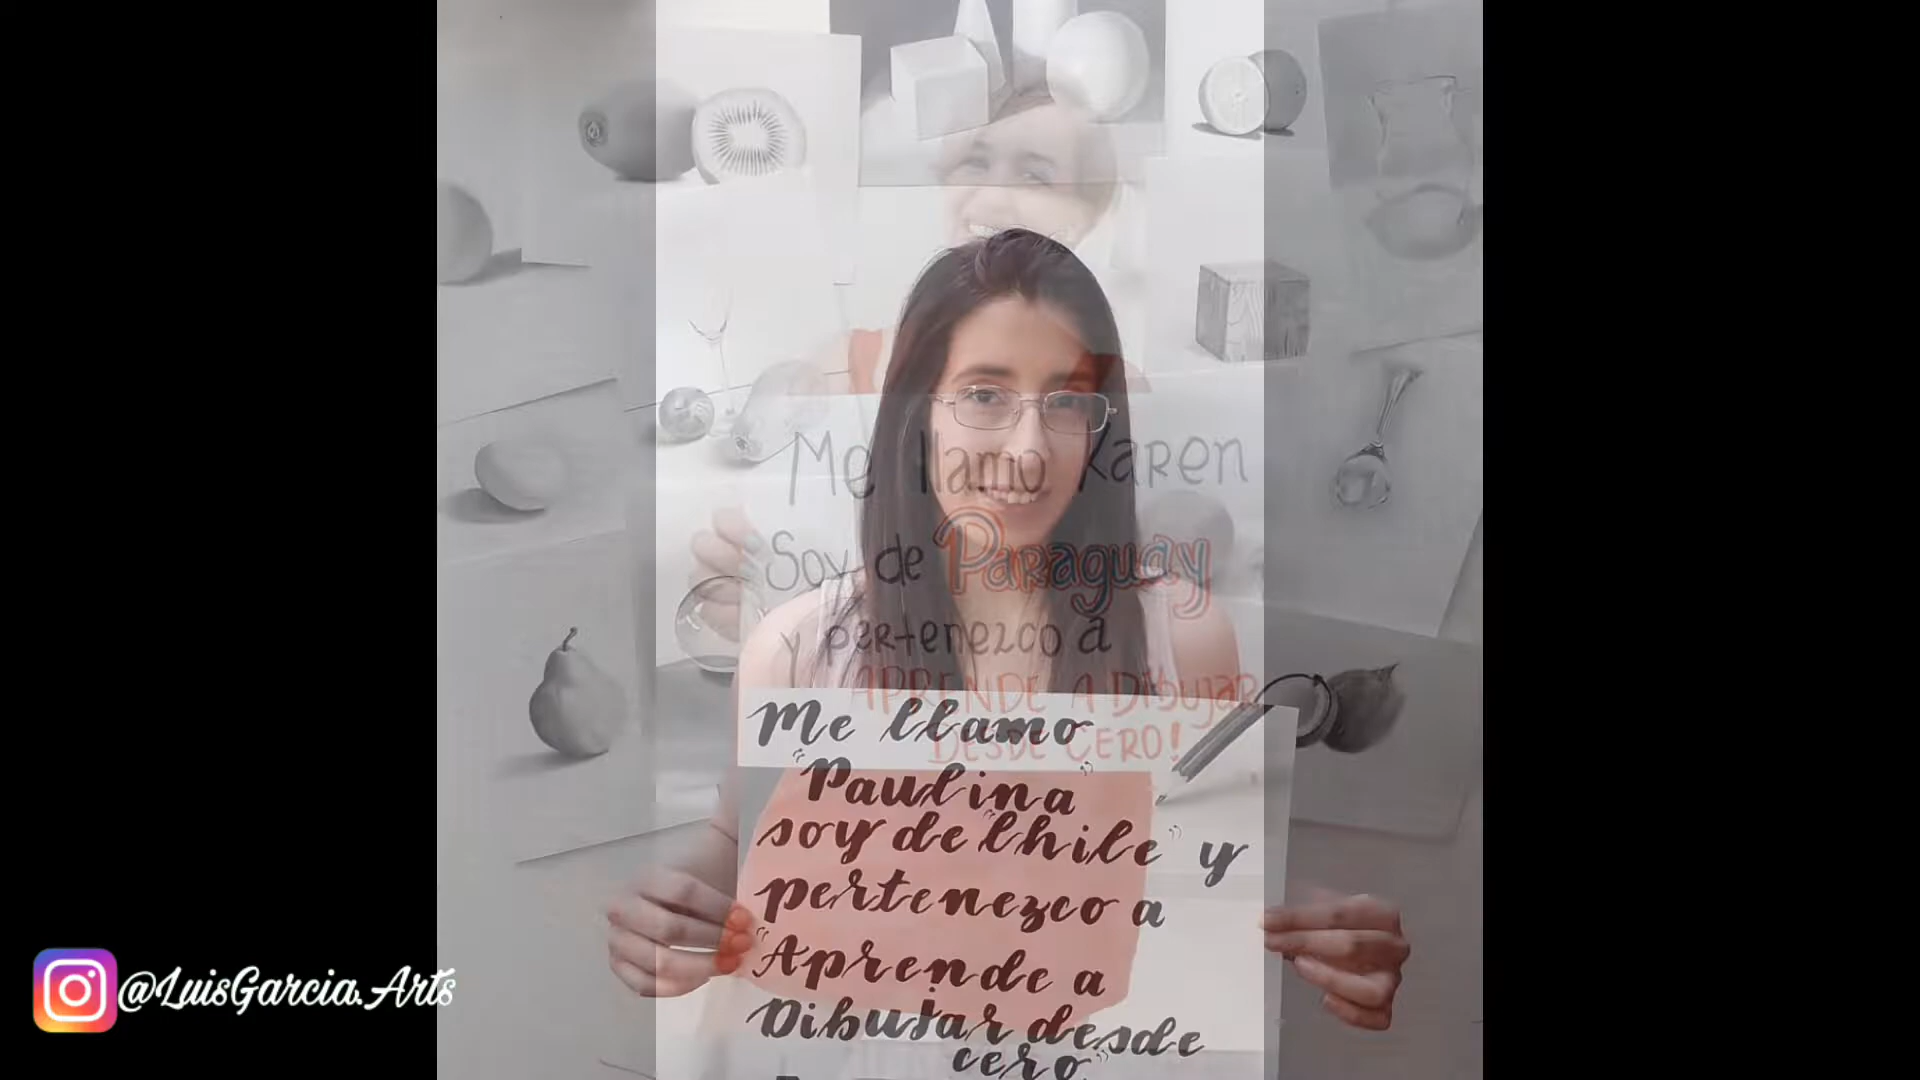 Me llamo Karen
Soy de Paraguay
y pertenezco a
APRENDE A Dibujar
DESDE CERO!
Me llamo
"Paulina"
soy de "Chile" y
pertenezco a
"Aprende a
Dibujar desde
cero"
@LuisGarcia.Arts